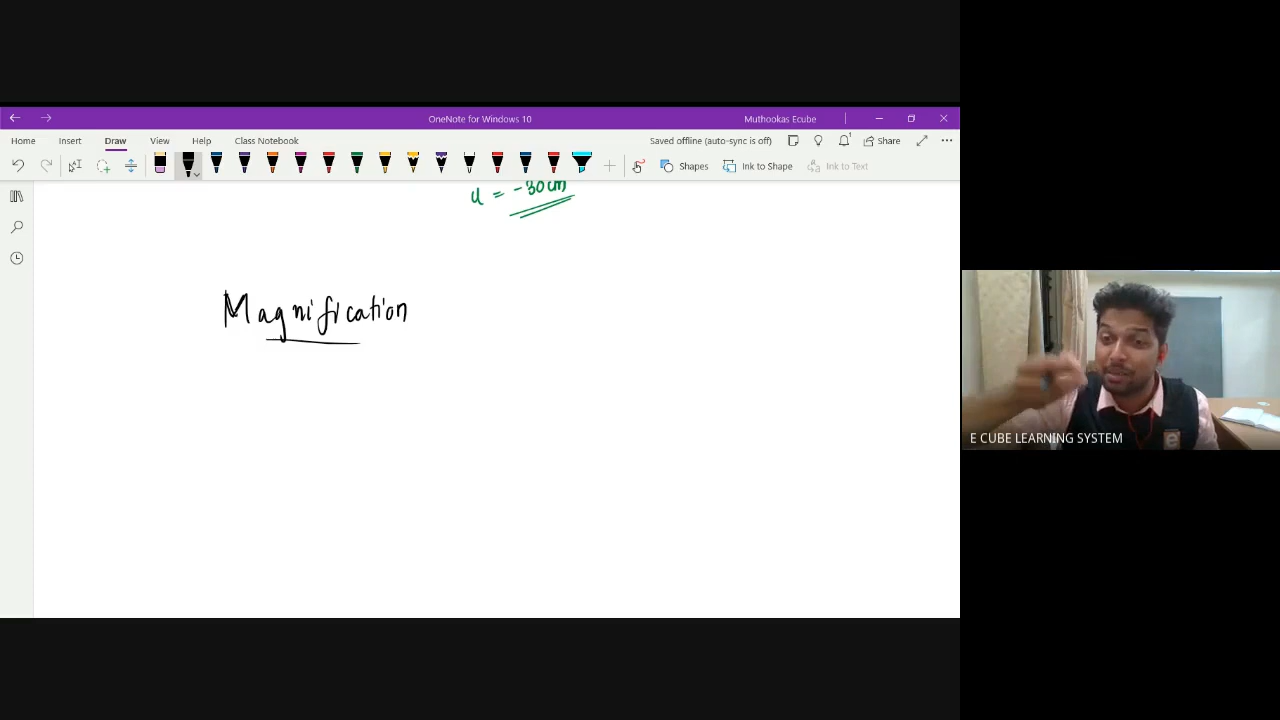 OneNote for Windows 10
Muthookas Ecube
Home Insert Draw View Help Class Notebook
Saved offline (auto-sync is off)
1
Share
Shapes
Ink to Shape
Ink to Text
u = -30cm
Magnification
E CUBE LEARNING SYSTEM
e